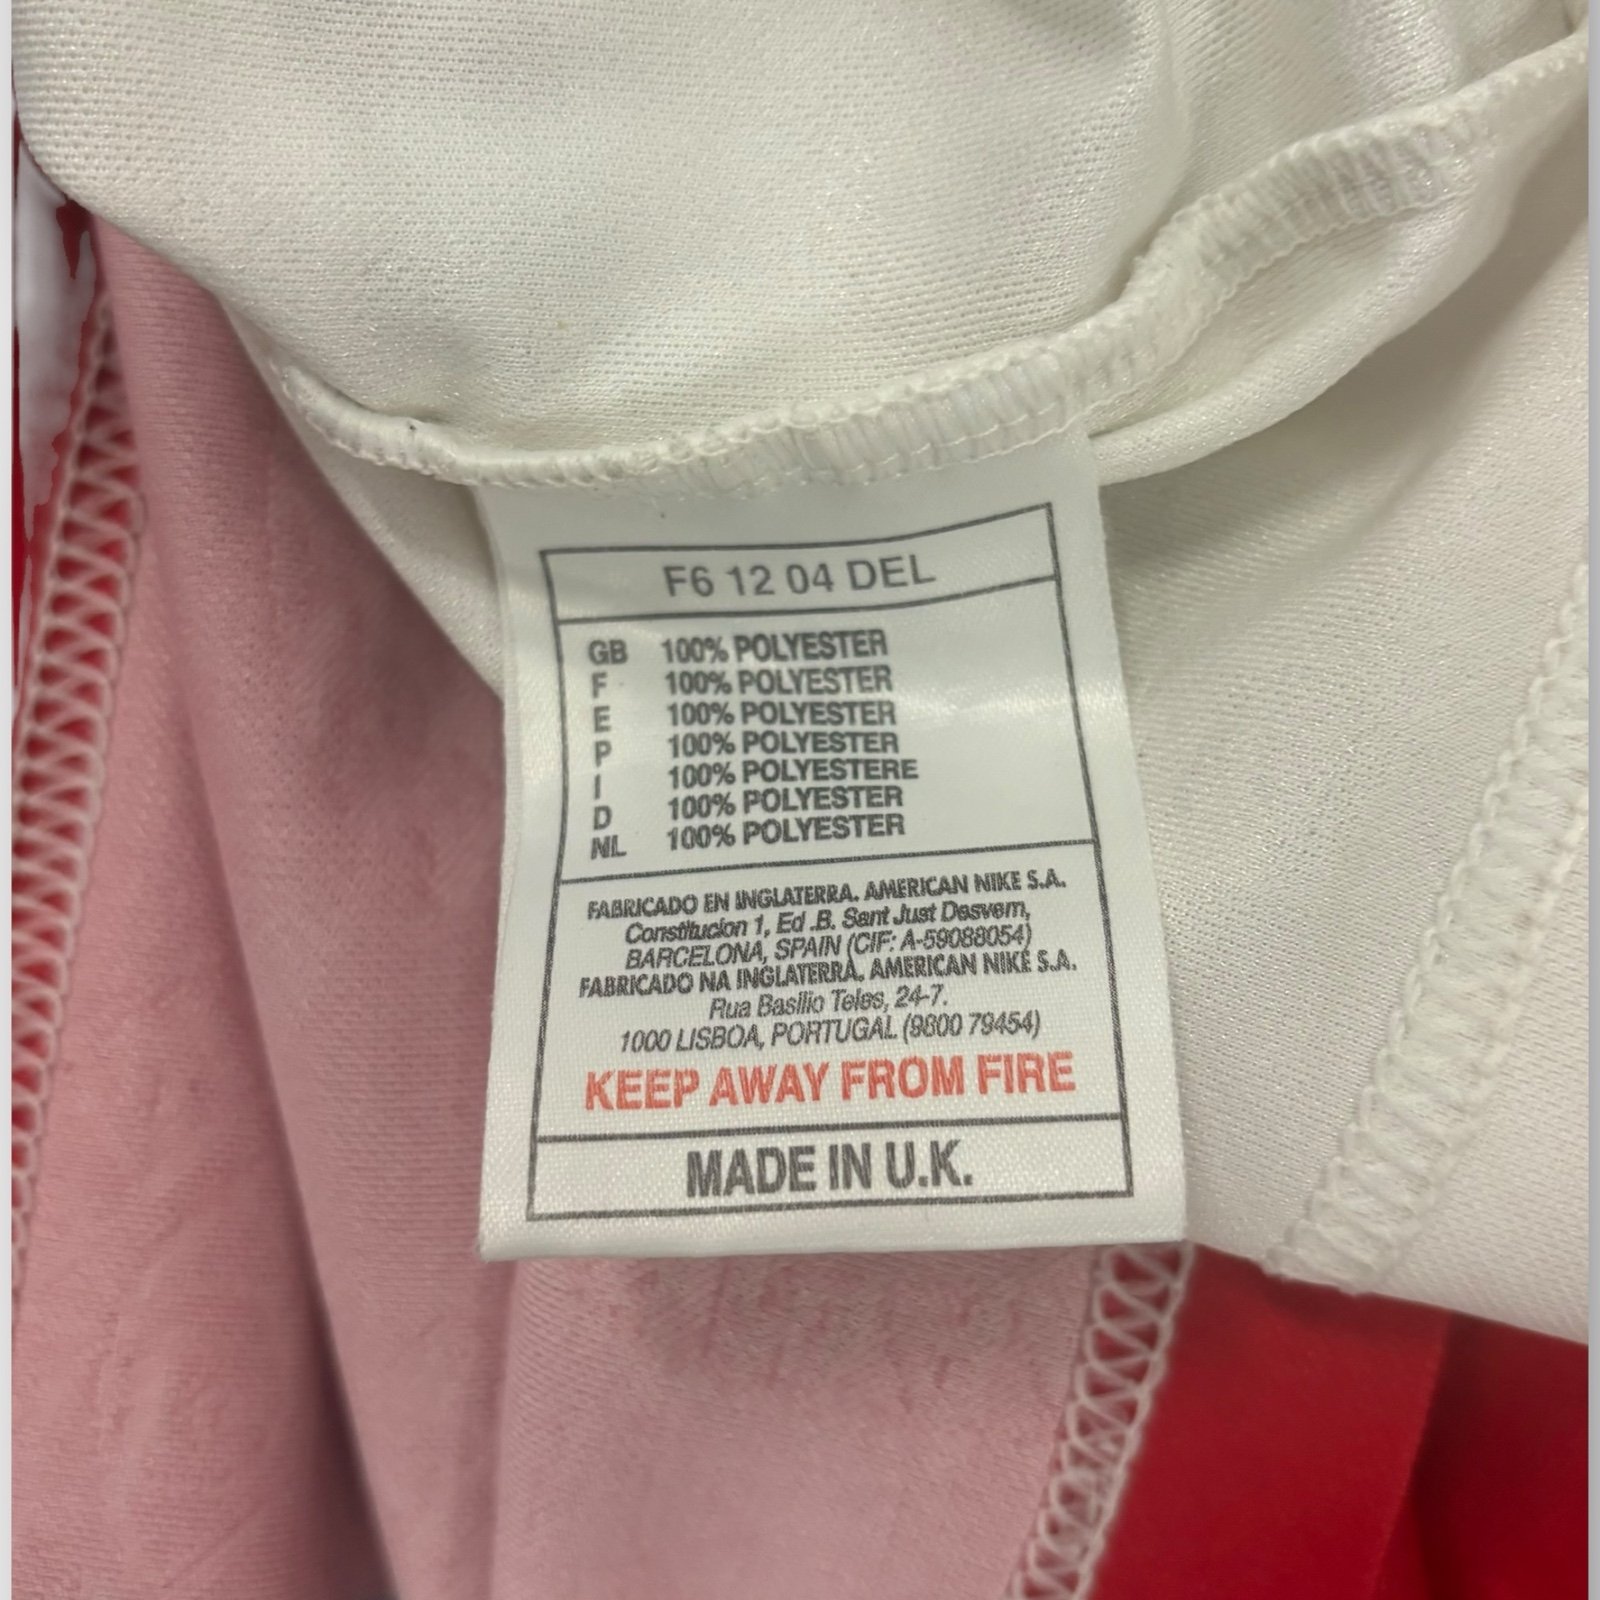 F6 12 04 DEL
GB 100% POLYESTER
F 100% POLYESTER
E 100% POLYESTER
P 100% POLYESTER
I 100% POLYESTERE
D 100% POLYESTER
NL 100% POLYESTER
FABRICADO EN INGLATERRA. AMERICAN NIKE S.A.
Constitucion 1, Ed .B. Sant Just Desvern,
BARCELONA, SPAIN (CIF: A-59088054)
FABRICADO NA INGLATERRA. AMERICAN NIKE S.A.
Rua Basilio Teles, 24-7.
1000 LISBOA, PORTUGAL (9800 79454)
KEEP AWAY FROM FIRE
MADE IN U.K.